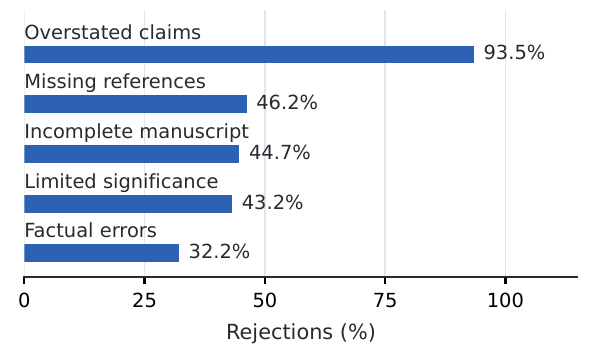 Overstated claims
93.5%
Missing references
46.2%
Incomplete manuscript
44.7%
Limited significance
43.2%
Factual errors
32.2%
0 25 50 75 100
Rejections (%)